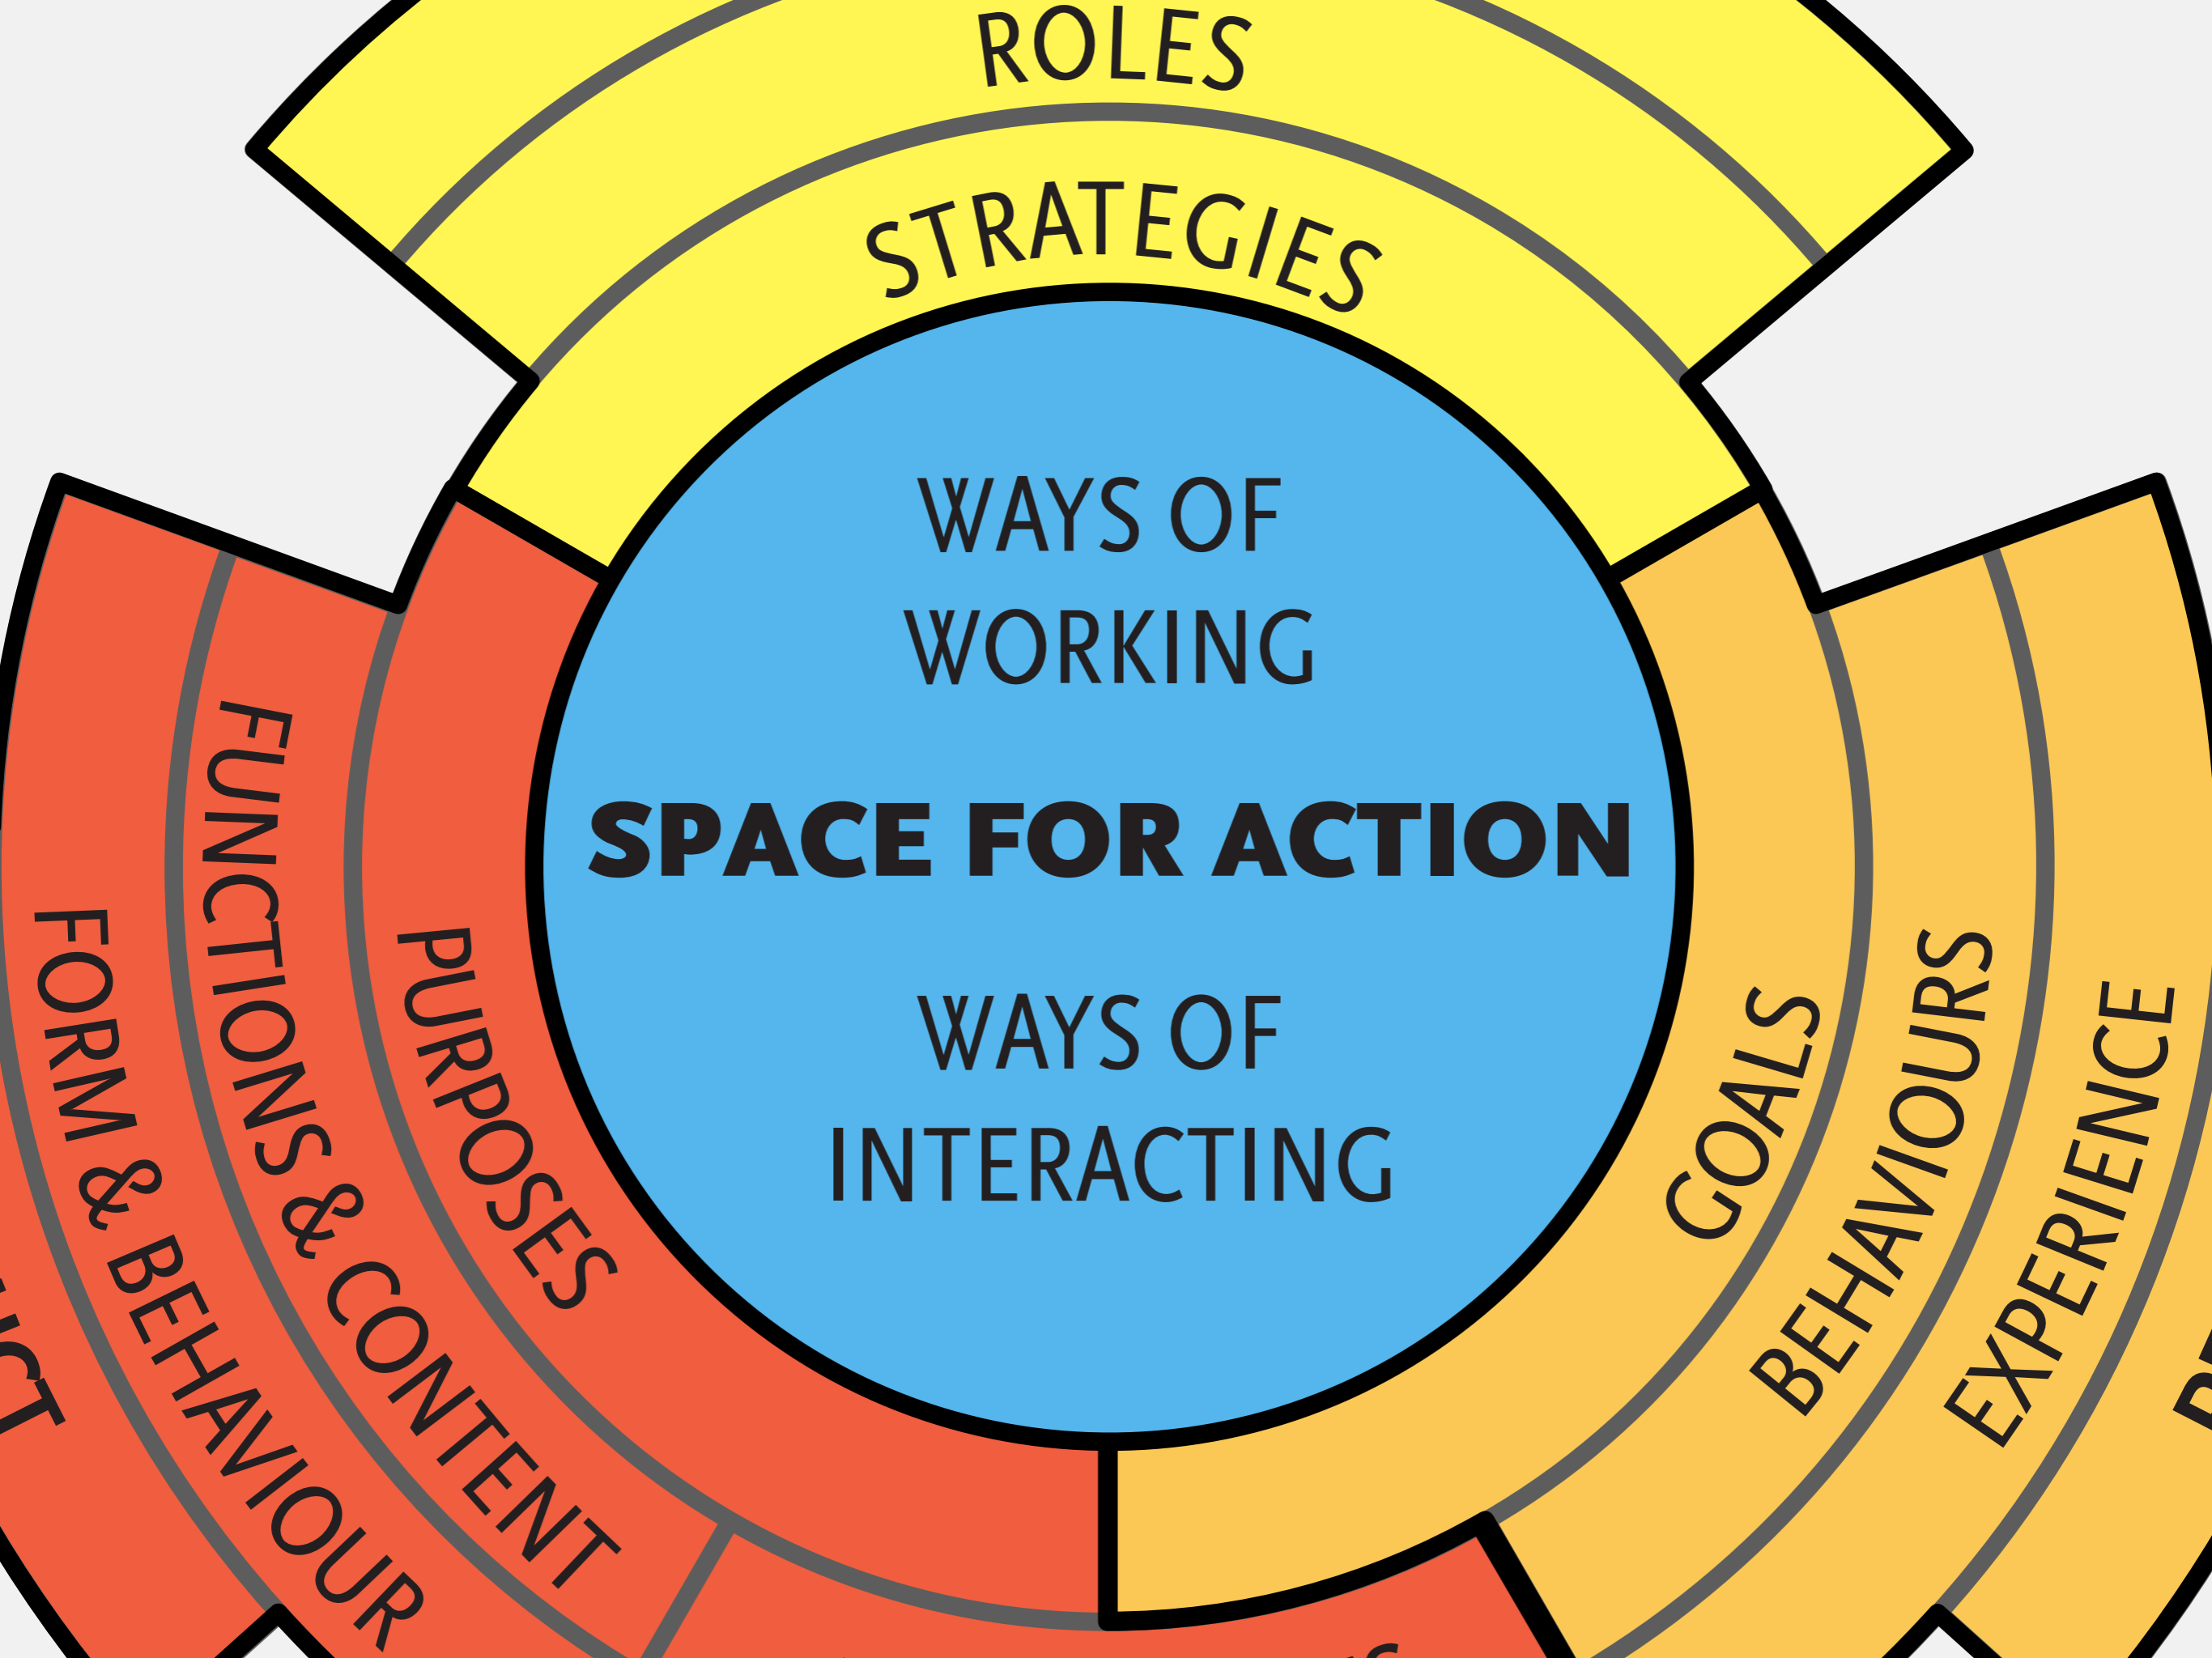 ROLES
STRATEGIES
WAYS OF
WORKING
SPACE FOR ACTION
WAYS OF
INTERACTING
PURPOSES
FUNCTIONS & CONTENT
FORM & BEHAVIOUR
GOALS
BEHAVIOURS
EXPERIENCE